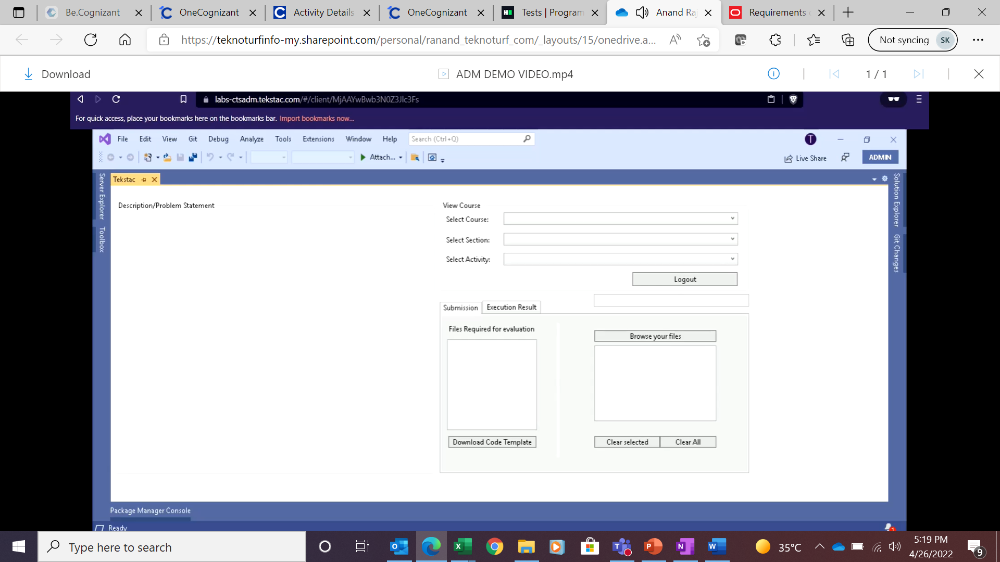 Be.Cognizant
OneCognizant
Activity Details
OneCognizant
Tests | Program
Anand Raj
Requirements
https://teknoturfinfo-my.sharepoint.com/personal/ranand_teknoturf_com/_layouts/15/onedrive.a...
Not syncing
SK
Download
ADM DEMO VIDEO.mp4
1 / 1
labs-ctsadm.tekstac.com/#/client/MjAAYwBwb3N0Z3Jlc3Fs
For quick access, place your bookmarks here on the bookmarks bar. Import bookmarks now...
File Edit View Git Debug Analyze Tools Extensions Window Help
Search (Ctrl+Q)
T
Attach...
Live Share
ADMIN
Server Explorer
Toolbox
Tekstac
Solution Explorer
Git Changes
Description/Problem Statement
View Course
Select Course:
Select Section:
Select Activity:
Logout
Submission
Execution Result
Files Required for evaluation
Browse your files
Download Code Template
Clear selected
Clear All
Package Manager Console
Ready
1
Type here to search
35°C
5:19 PM
4/26/2022
9